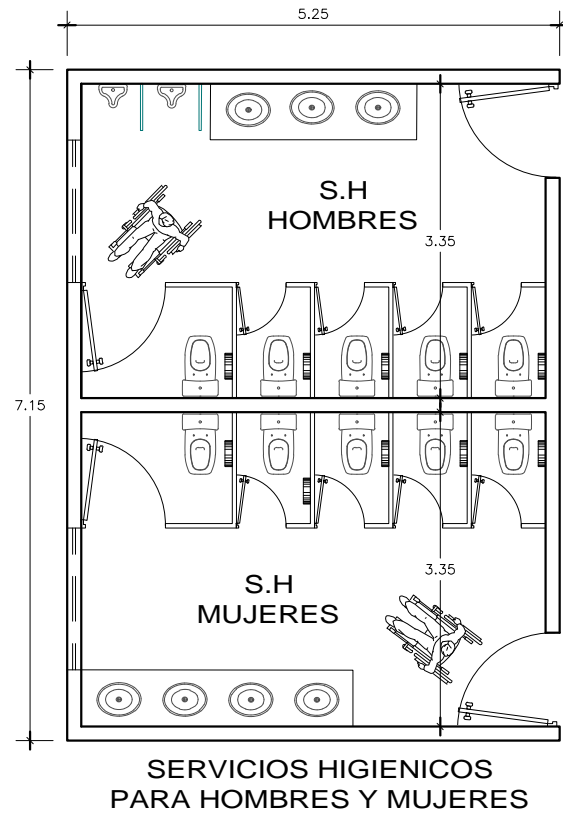 5.25
S.H
HOMBRES
3.35
7.15
3.35
S.H
MUJERES
SERVICIOS HIGIENICOS
PARA HOMBRES Y MUJERES